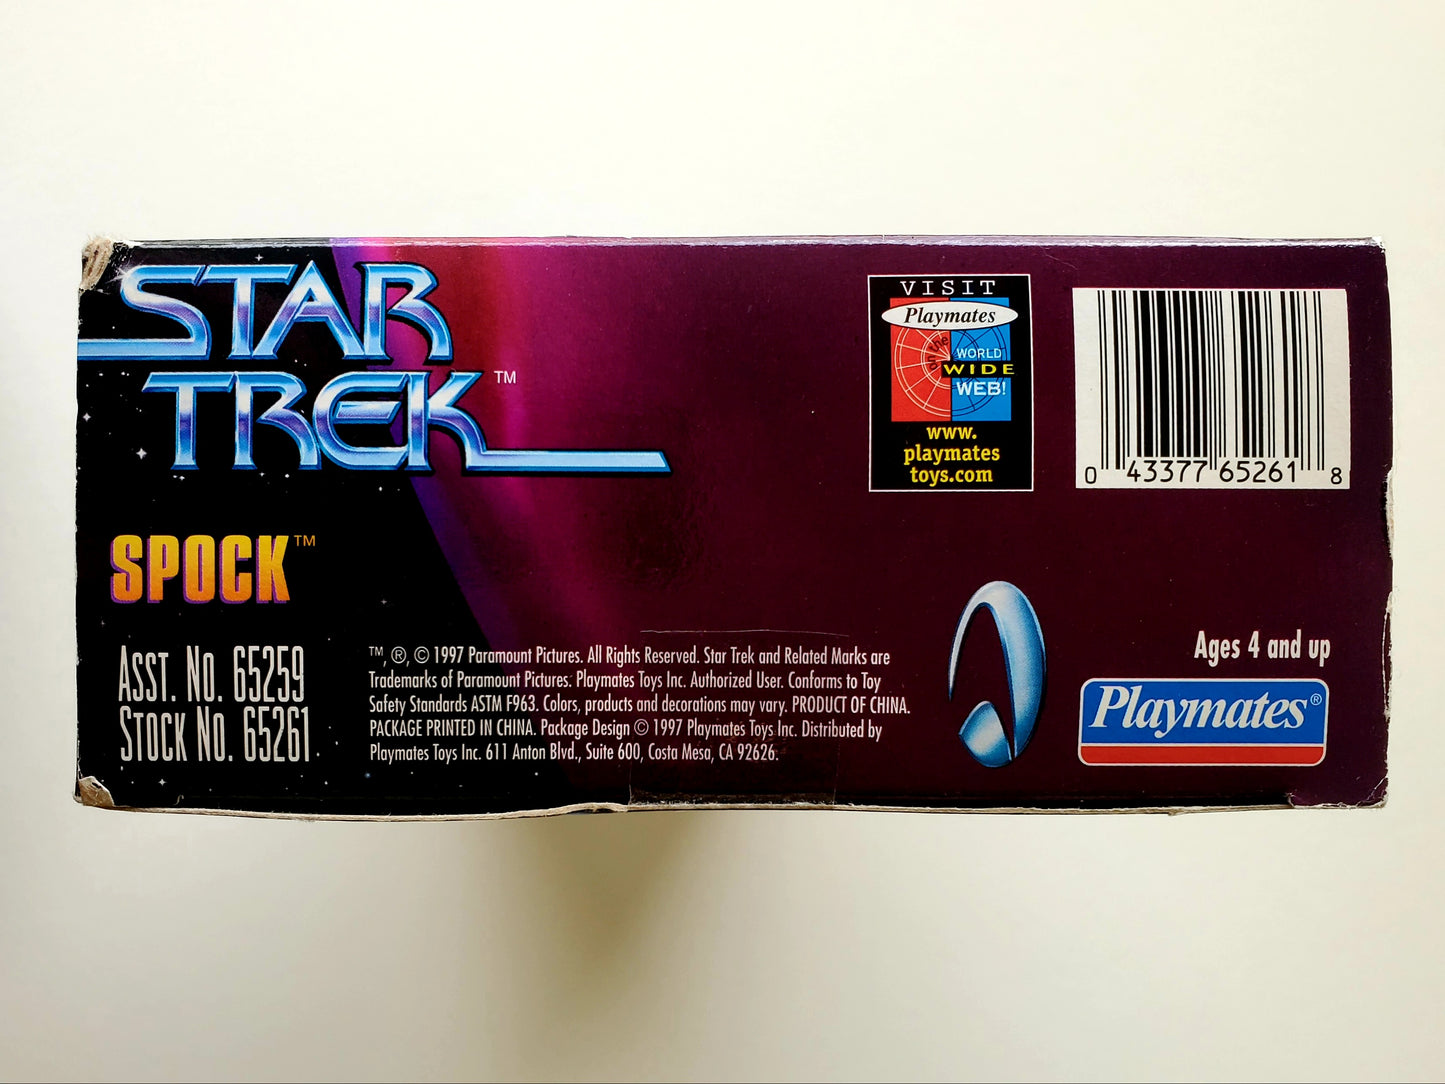 STAR
TREK™
SPOCK™
ASST. NO. 65259
STOCK NO. 65261
™, ®, © 1997 Paramount Pictures. All Rights Reserved. Star Trek and Related Marks are
Trademarks of Paramount Pictures. Playmates Toys Inc. Authorized User. Conforms to Toy
Safety Standards ASTM F963. Colors, products and decorations may vary. PRODUCT OF CHINA.
PACKAGE PRINTED IN CHINA. Package Design © 1997 Playmates Toys Inc. Distributed by
Playmates Toys Inc. 611 Anton Blvd., Suite 600, Costa Mesa, CA 92626.
VISIT
Playmates
on the
WORLD
WIDE
WEB!
www.
playmates
toys.com
0 43377 65261 8
Ages 4 and up
Playmates®